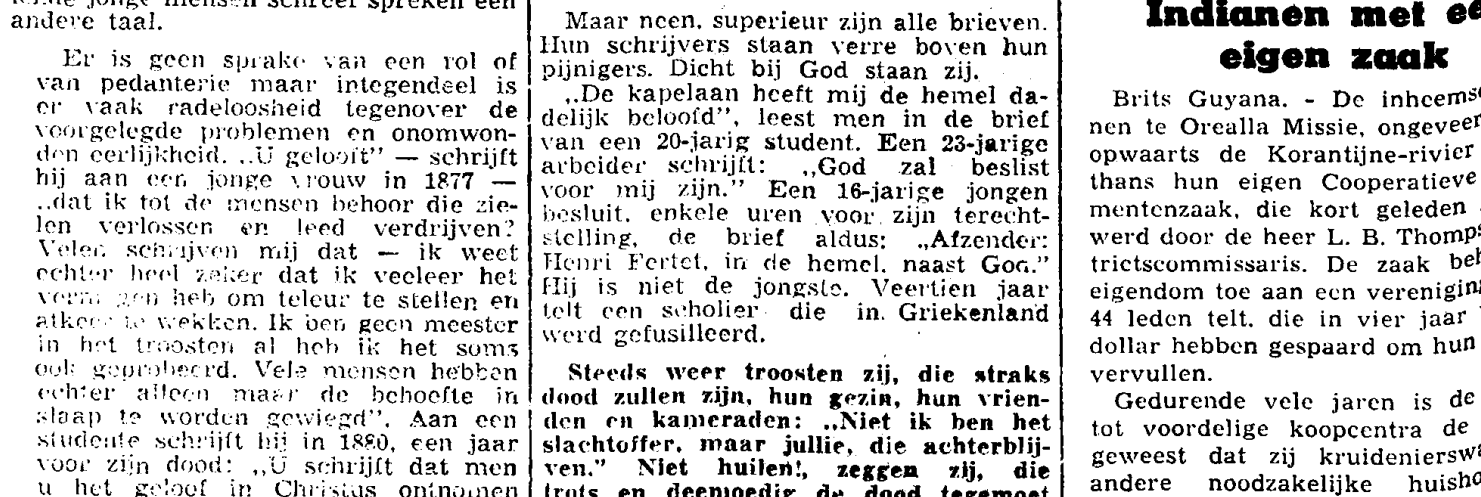 andere taal.
Er is geen sprake van een rol of
van pedanterie maar integendeel is
er vaak radeloosheid tegenover de
voorgelegde problemen en onomwon-
den eerlijkheid. „U gelooft” — schrijft
hij aan een jonge vrouw in 1877 —
„dat ik tot de mensen behoor die zie-
len verlossen en leed verdrijven?
Velen schrijven mij dat — ik weet
echter heel zeker dat ik veeleer het
heb om teleur te stellen en
te wekken. Ik ben geen meester
in het troosten al heb ik het soms
ook geprobeerd. Vele mensen hebben
echter alleen maar de behoefte in
slaap te worden gewiegd”. Aan een
studente schrijft hij in 1880, een jaar
voor zijn dood: „U schrijft dat men
u het geloof in Christus ontnomen
Maar neen, superieur zijn alle brieven.
Hun schrijvers staan verre boven hun
pijnigers. Dicht bij God staan zij.
„De kapelaan heeft mij de hemel da-
delijk beloofd”, leest men in de brief
van een 20-jarig student. Een 23-jarige
arbeider schrijft: „God zal beslist
voor mij zijn.” Een 16-jarige jongen
besluit, enkele uren voor zijn terecht-
stelling, de brief aldus: „Afzender:
Henri Fertet, in de hemel, naast God.”
Hij is niet de jongste. Veertien jaar
telt een scholier die in Griekenland
werd gefusilleerd.
Steeds weer troosten zij, die straks
dood zullen zijn, hun gezin, hun vrien-
den en kameraden: „Niet ik ben het
slachtoffer, maar jullie, die achterblij-
ven.” Niet huilen!, zeggen zij, die
trots en deemoedig de dood tegemoet
Indianen met
eigen zaak
Brits Guyana. - De
nen te Orealla Missie, ongeveer
opwaarts de Korantijne-rivier
thans hun eigen Cooperatieve
mentenzaak, die kort geleden
werd door de heer L. B.
trictscommissaris. De zaak
eigendom toe aan een
44 leden telt, die in vier jaar
dollar hebben gespaard om hun
vervullen.
Gedurende vele jaren is de
tot voordelige koopcentra de
geweest dat zij
andere noodzakelijke